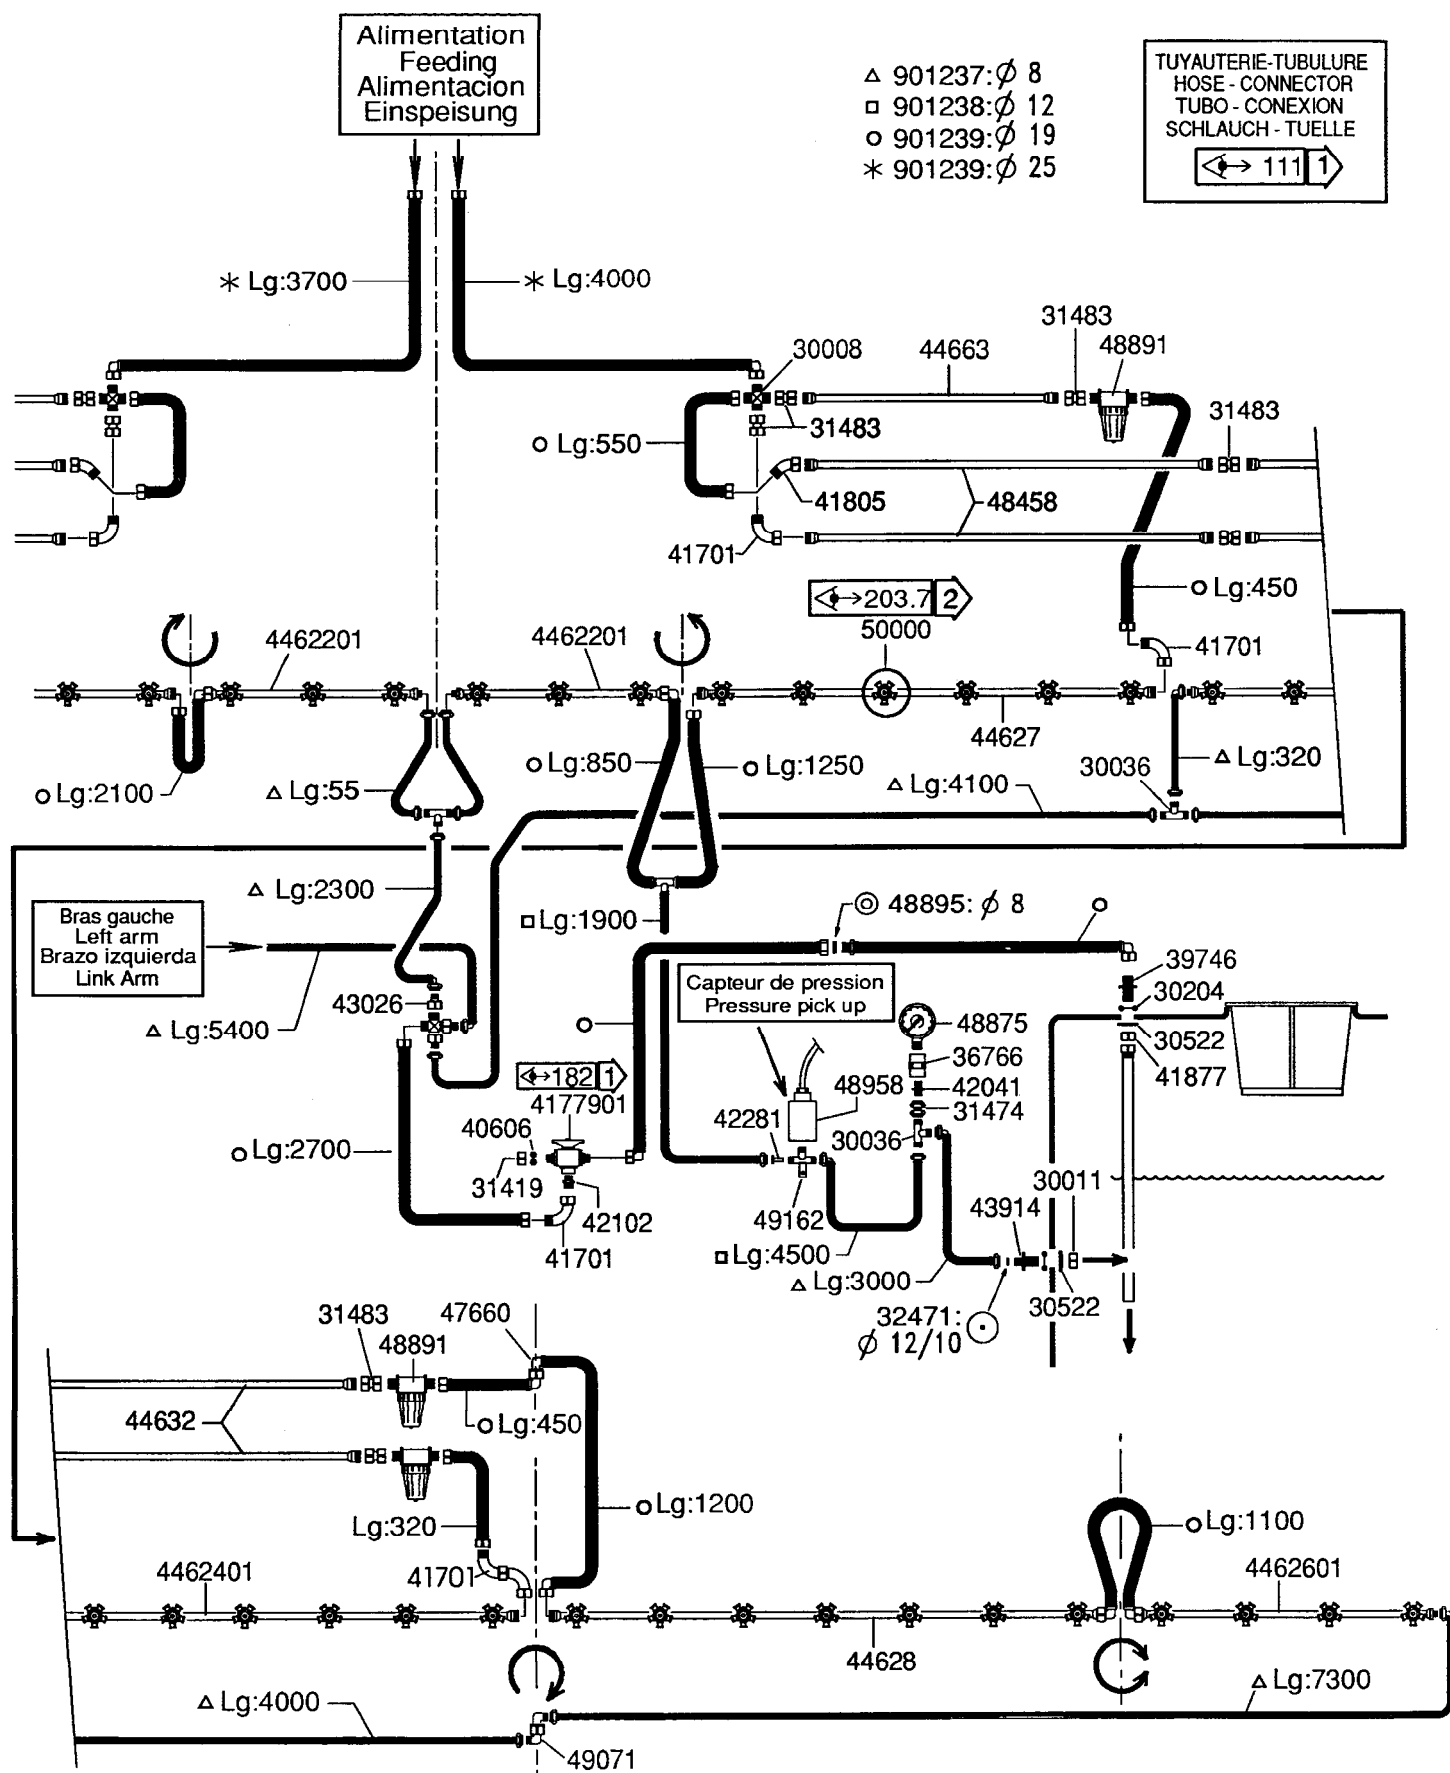 Alimentation
Feeding
Alimentación
Einspeisung
△ 901237:∅ 8
□ 901238:∅ 12
○ 901239:∅ 19
* 901239:∅ 25
TUYAUTERIE-TUBULURE
HOSE - CONNECTOR
TUBO - CONEXION
SCHLAUCH - TUELLE
111 1
* Lg:3700
* Lg:4000
31483
30008
44663
48891
31483
31483
○ Lg:550
41805
48458
41701
○ Lg:450
203.7 2
50000
4462201
4462201
41701
44627
○ Lg:850
○ Lg:1250
△ Lg:320
30036
○ Lg:2100
△ Lg:55
△ Lg:4100
△ Lg:2300
□ Lg:1900
48895: ∅ 8
Bras gauche
Left arm
Brazo izquierda
Link Arm
Capteur de pression
Pressure pick up
39746
30204
43026
△ Lg:5400
48875
30522
36766
41877
182 1
4177901
48958
42041
31474
40606
42281
30036
○ Lg:2700
31419
30011
42102
49162
43914
41701
□ Lg:4500
△ Lg:3000
30522
32471:
∅ 12/10
31483
47660
48891
44632
○ Lg:450
○ Lg:1200
Lg:320
○ Lg:1100
4462401
41701
4462601
44628
△ Lg:4000
△ Lg:7300
49071